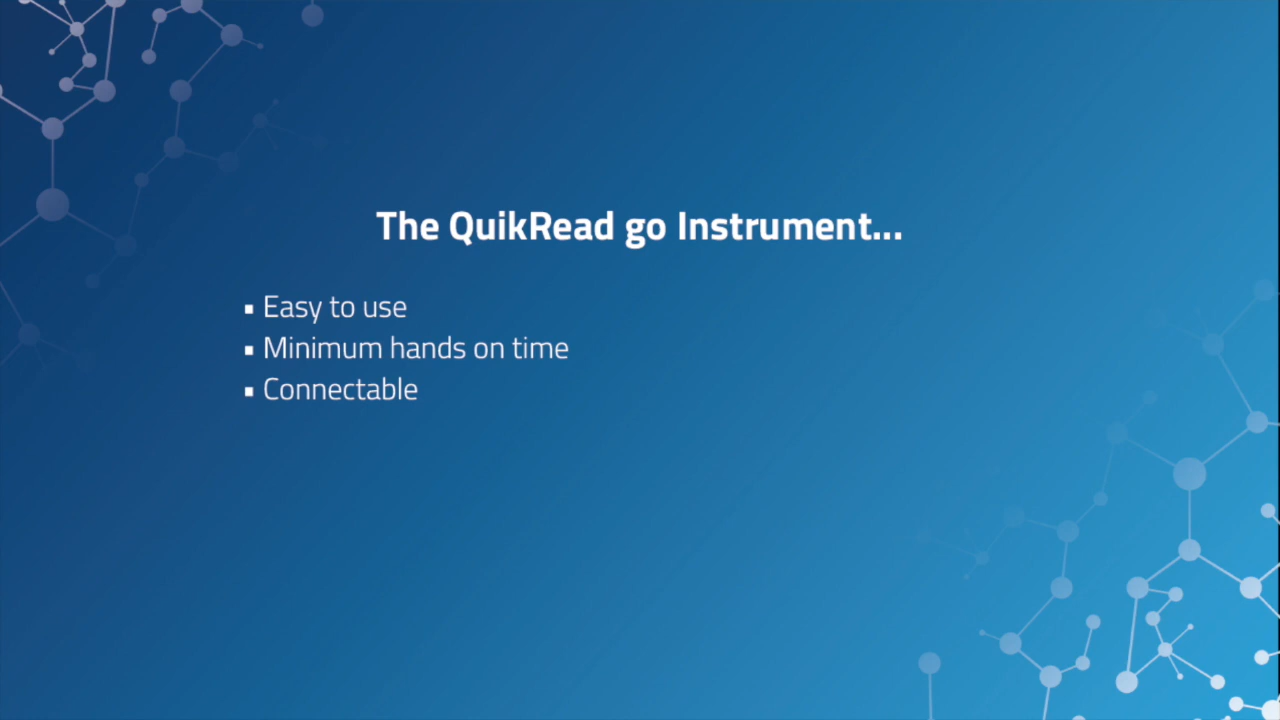 The QuikRead go Instrument...
▪ Easy to use
▪ Minimum hands on time
▪ Connectable